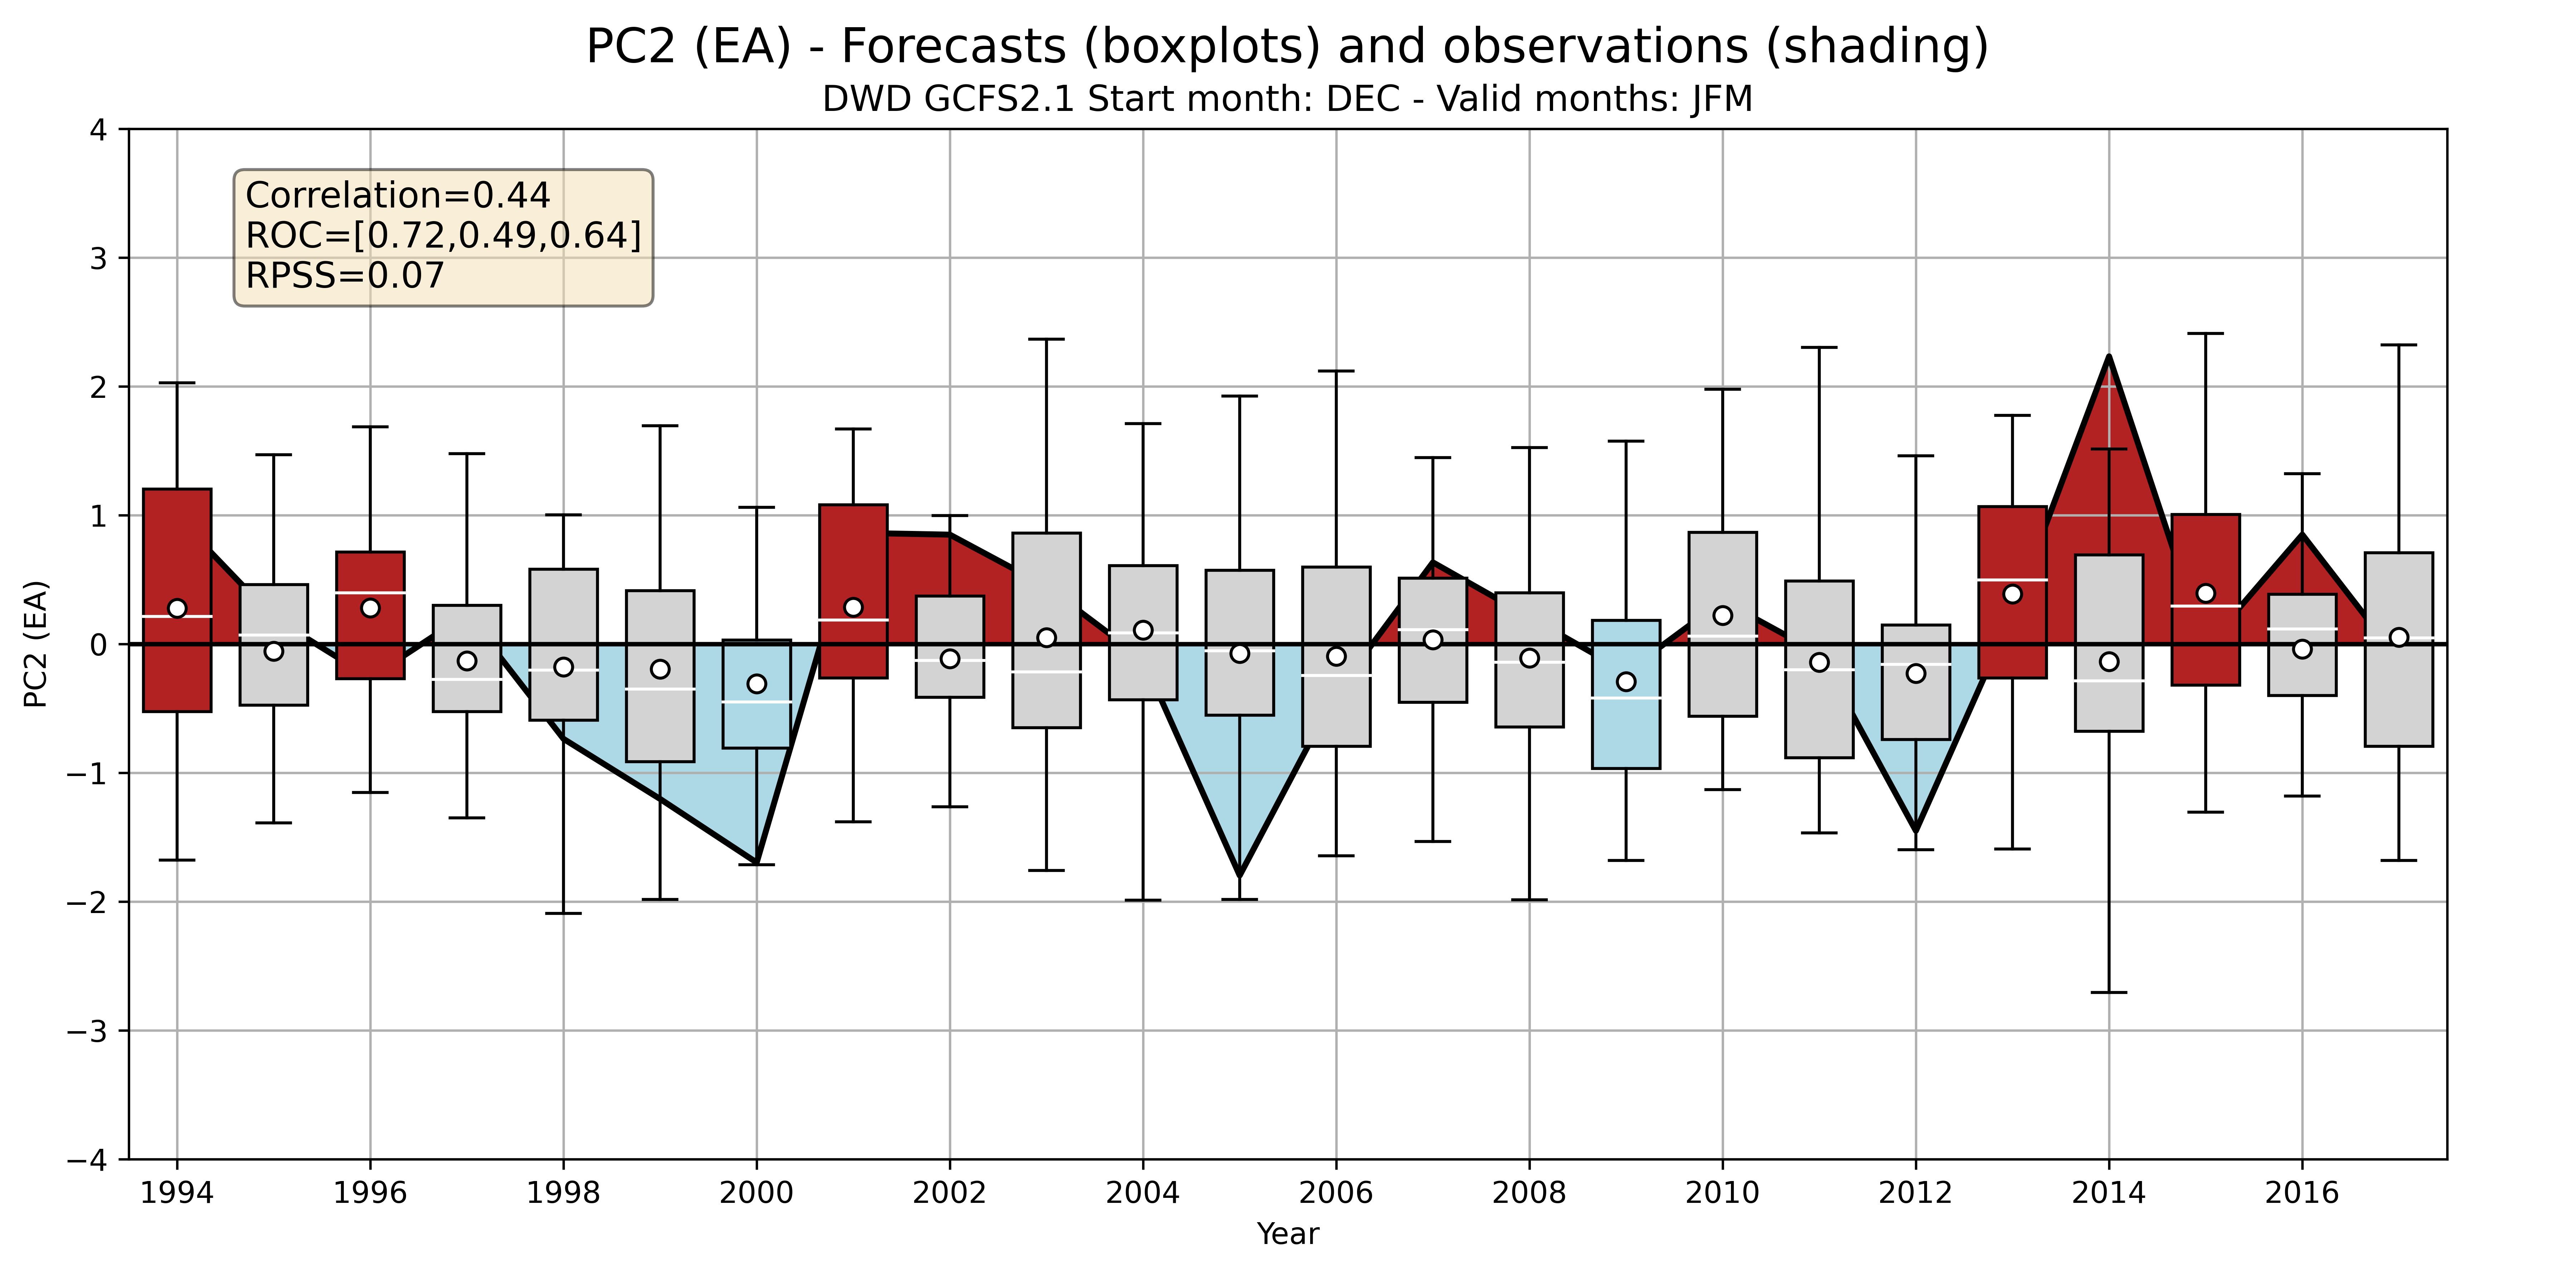 PC2 (EA) - Forecasts (boxplots) and observations (shading)
DWD GCFS2.1 Start month: DEC - Valid months: JFM
Correlation=0.44
ROC=[0.72,0.49,0.64]
RPSS=0.07
PC2 (EA)
4
3
2
1
0
−1
−2
−3
−4
1994 1996 1998 2000 2002 2004 2006 2008 2010 2012 2014 2016
Year